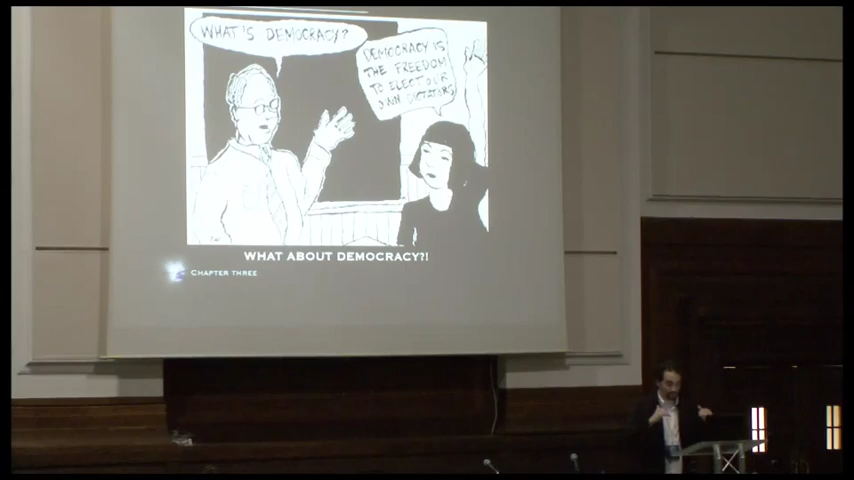 WHAT'S DEMOCRACY?
DEMOCRACY IS
THE FREEDOM
TO ELECT OUR
OWN DICTATORS
WHAT ABOUT DEMOCRACY?!
CHAPTER THREE